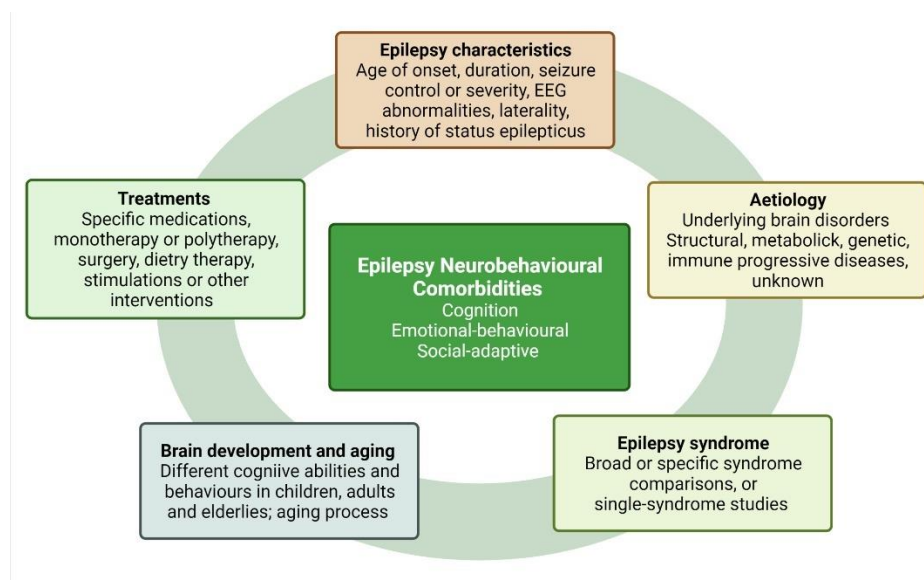 Epilepsy characteristics
Age of onset, duration, seizure
control or severity, EEG
abnormalities, laterality,
history of status epilepticus
Treatments
Specific medications,
monotherapy or polytherapy,
surgery, dietry therapy,
stimulations or other
interventions
Aetiology
Underlying brain disorders
Structural, metabolick, genetic,
immune progressive diseases,
unknown
Epilepsy Neurobehavioural
Comorbidities
Cognition
Emotional-behavioural
Social-adaptive
Brain development and aging
Different cogniive abilities and
behaviours in children, adults
and elderlies; aging process
Epilepsy syndrome
Broad or specific syndrome
comparisons, or
single-syndrome studies